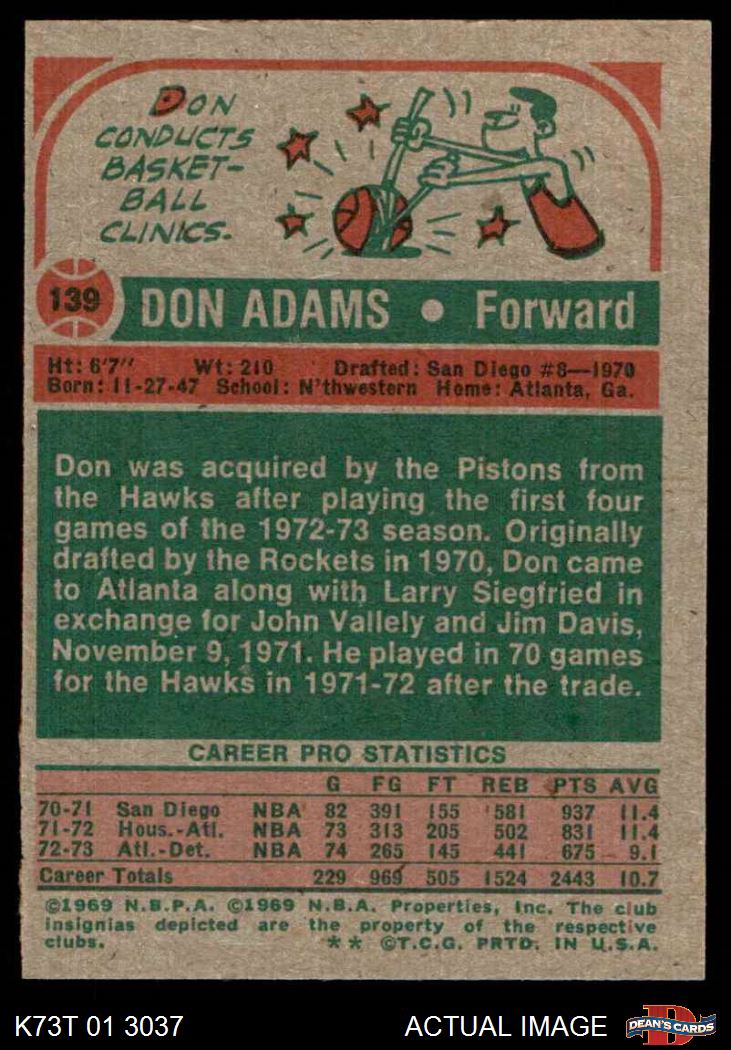 DON
CONDUCTS
BASKET-
BALL
CLINICS.
139
DON ADAMS • Forward
Ht: 6'7" Wt: 210 Drafted: San Diego #8—1970
Born: 11-27-47 School: N'thwestern Home: Atlanta, Ga.
Don was acquired by the Pistons from
the Hawks after playing the first four
games of the 1972-73 season. Originally
drafted by the Rockets in 1970, Don came
to Atlanta along with Larry Siegfried in
exchange for John Vallely and Jim Davis,
November 9, 1971. He played in 70 games
for the Hawks in 1971-72 after the trade.
CAREER PRO STATISTICS
G FG FT REB PTS AVG
70-71 San Diego NBA 82 391 155 581 937 11.4
71-72 Hous.-Atl. NBA 73 313 205 502 831 11.4
72-73 Atl.-Det. NBA 74 265 145 441 675 9.1
Career Totals 229 969 505 1524 2443 10.7
©1969 N.B.P.A. ©1969 N.B.A. Properties, Inc. The club
insignias depicted are the property of the respective
clubs. ** ©T.C.G. PRTD. IN U.S.A.
K73T 01 3037 ACTUAL IMAGE
D
DEAN'S CARDS